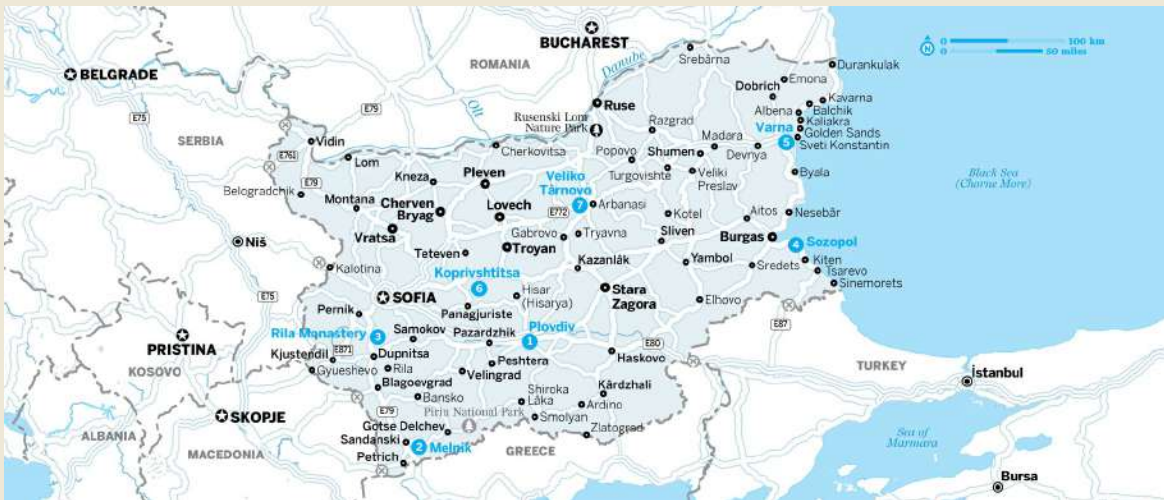 BUCHAREST
ROMANIA
BELGRADE
Danube
Srebârna
0 100 km
0 50 miles
N
Durankulak
Emona
Dobrich
Kavarna
Albena
Balchik
Kaliakra
Golden Sands
Varna
5
Sveti Konstantin
E79
Olt
E75
SERBIA
Ruse
Rusenski Lom
Nature Park
Razgrad
Madara
Vidin
Lom
Cherkovitsa
Popovo
Shumen
Devnya
E761
E79
Belogradchik
Kneza
Pleven
Turgovishte
Veliki
Preslav
Byala
Black Sea
(Chorne More)
Veliko
Târnovo
7
Montana
Cherven
Bryag
Lovech
E772
Arbanasi
Kotel
Aitos
Nesebâr
Vratsa
Gabrovo
Tryavna
Niš
Troyan
Sliven
Burgas
4
Sozopol
Teteven
Kalotina
Koprivshtitsa
6
Kazanlâk
Yambol
Sredets
Kiten
Tsarevo
Sinemorets
E75
SOFIA
Hisar
(Hisarya)
Stara
Zagora
Elhovo
Pernik
Panagjuriste
E87
Rila Monastery
3
Samokov
Pazardzhik
Plovdiv
1
E80
PRISTINA
KOSOVO
Kjustendil
E871
Dupnitsa
Peshtera
Haskovo
TURKEY
Gyueshevo
Rila
Velingrad
İstanbul
Blagoevgrad
Shiroka
Lâka
Kârdzhali
Bansko
Ardino
SKOPJE
E79
Pirin National Park
Smolyan
Gotse Delchev
Zlatograd
ALBANIA
MACEDONIA
Sandanski
2
Melnik
GREECE
Petrich
Sea of
Marmara
Bursa